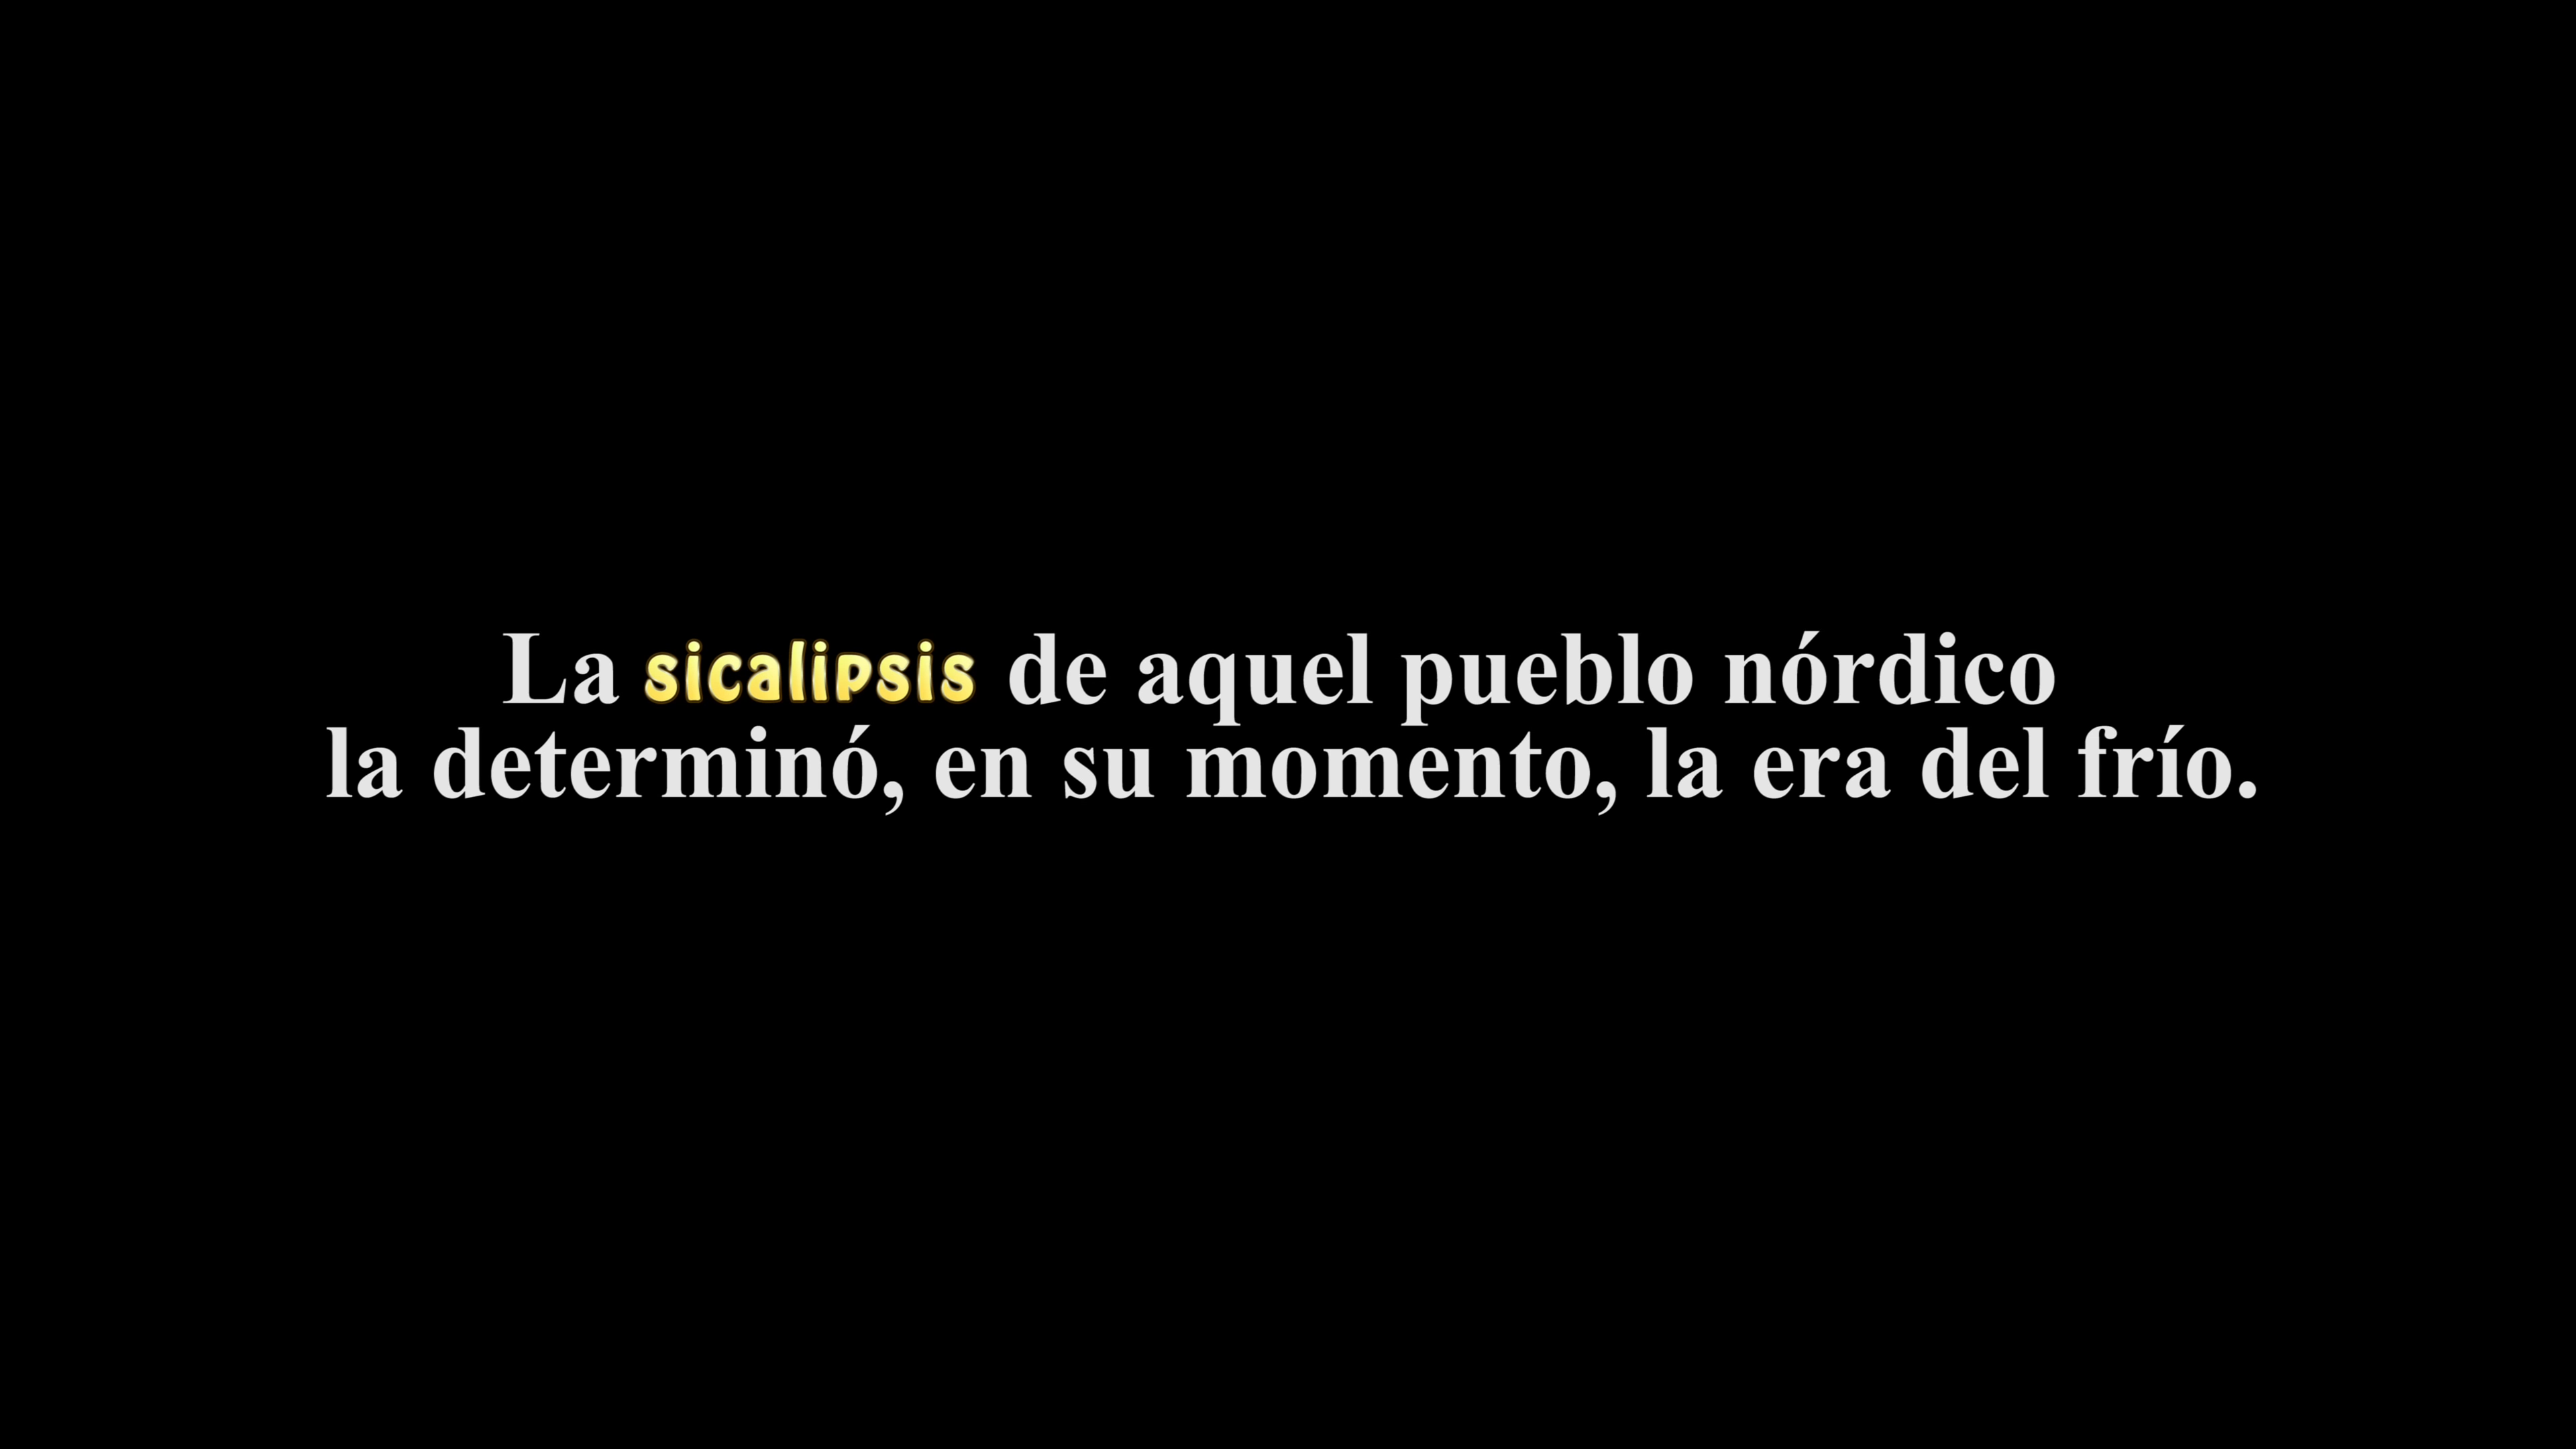 La sicalipsis de aquel pueblo nórdico
la determinó, en su momento, la era del frío.